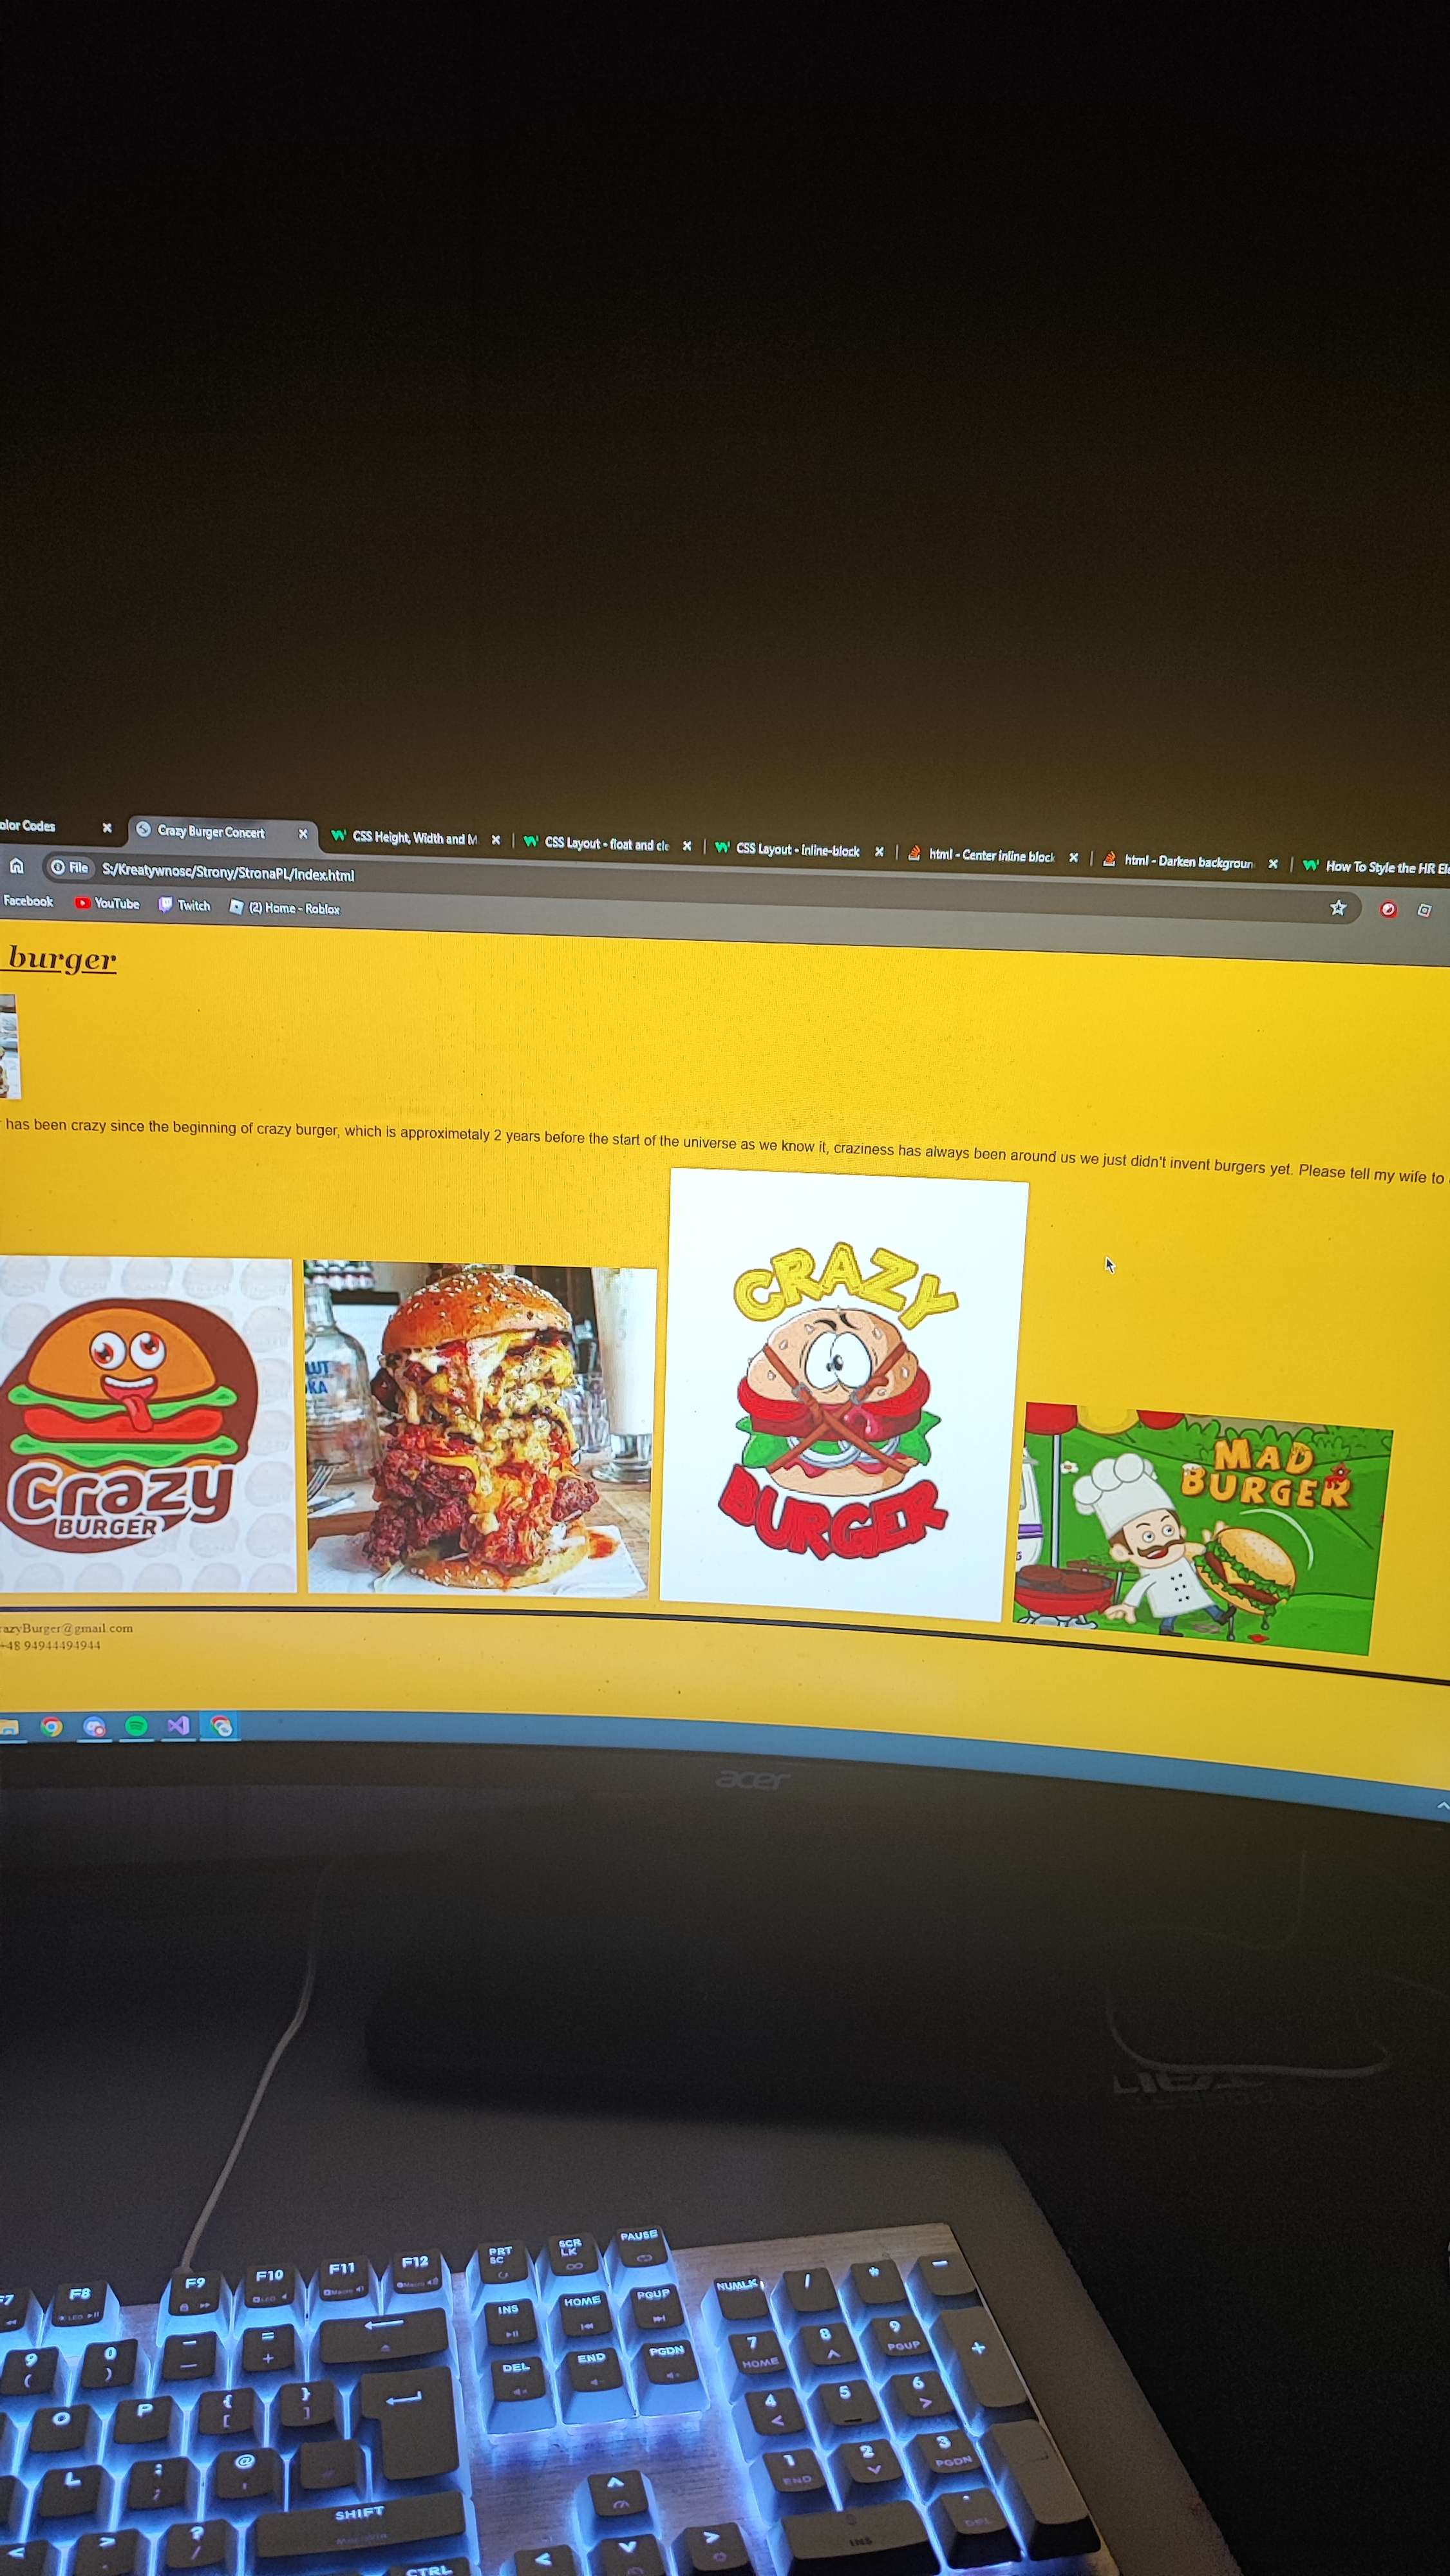 olor Codes
Crazy Burger Concert
CSS Height, Width and M
CSS Layout - float and cle
CSS Layout - inline-block
html - Center inline block
html - Darken backgroun
How To Style the HR Ele
File S:/Kreatywnosc/Strony/StronaPL/Index.html
Facebook YouTube Twitch (2) Home - Roblox
burger
has been crazy since the beginning of crazy burger, which is approximetaly 2 years before the start of the universe as we know it, craziness has always been around us we just didn't invent burgers yet. Please tell my wife to
Crazy
BURGER
LUT
KA
CRAZY
BURGER
MAD
BURGER
razyBurger@gmail.com
+48 94944494944
acer
F7 F8 F9 F10 F11 F12 PRT SC SCR LK PAUSE
9 ( 0 ) - _ = + INS HOME PGUP NUMLK / * -
O P { [ } ] DEL END PGDN 7 HOME 8 9 PGUP +
L : ; @ ' 4 < 5 6 >
< > ? / SHIFT 1 END 2 3 PGDN
CTRL INS DEL